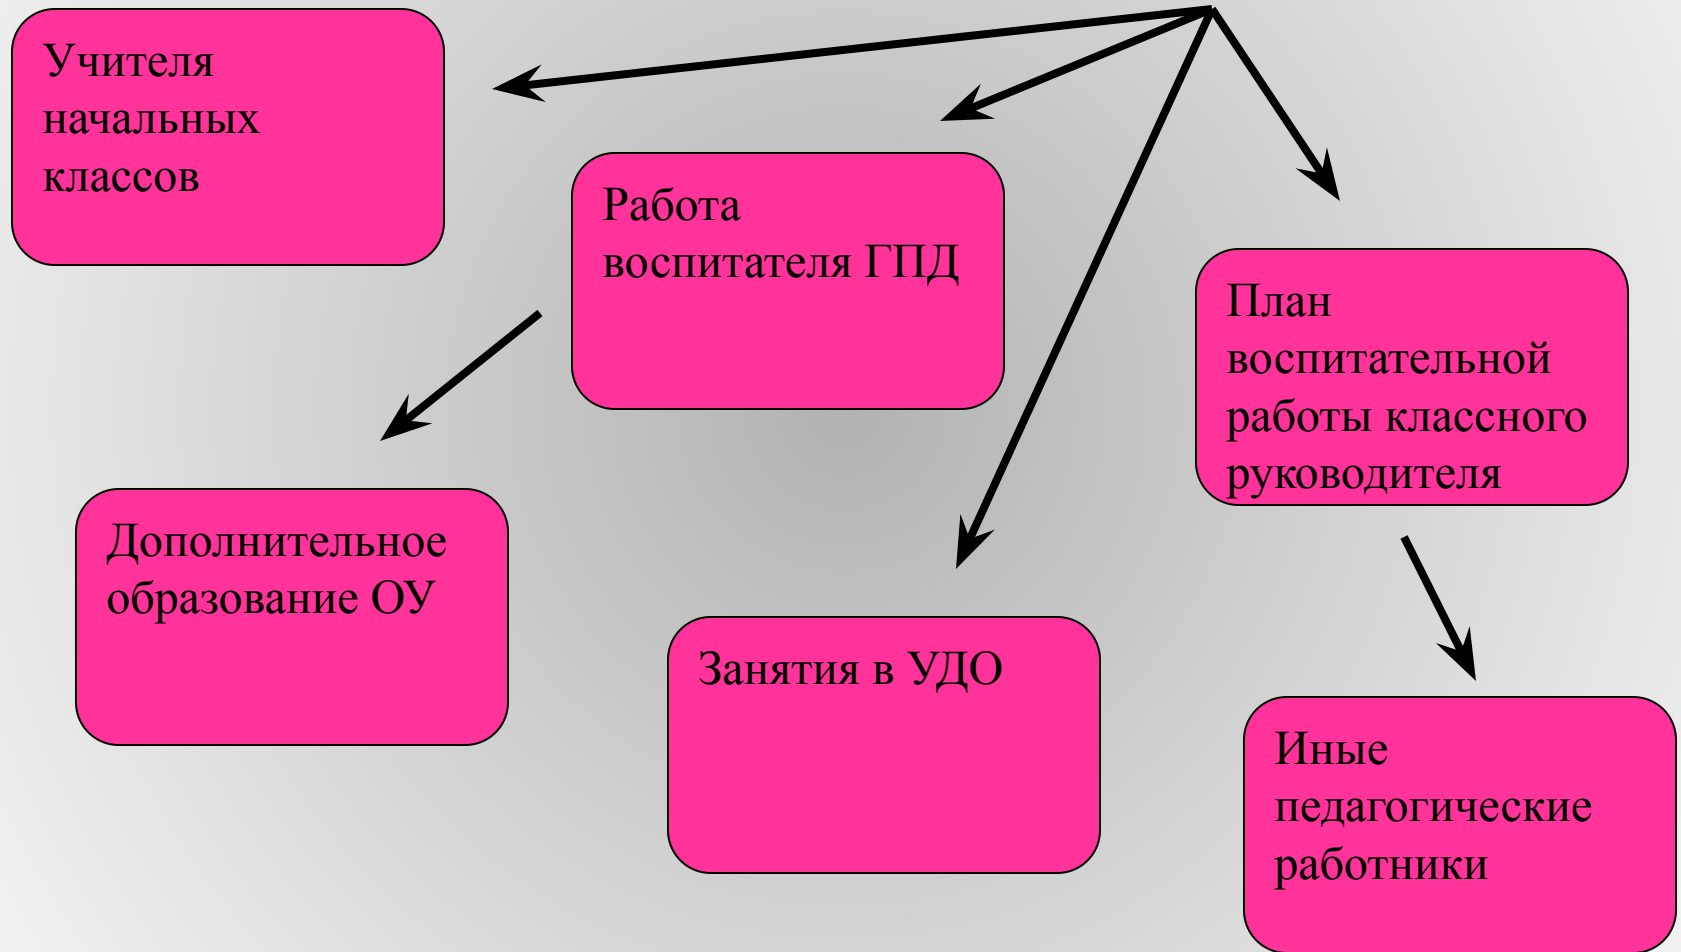 Учителя
начальных
классов
Работа
воспитателя ГПД
План
воспитательной
работы классного
руководителя
Дополнительное
образование ОУ
Занятия в УДО
Иные
педагогические
работники